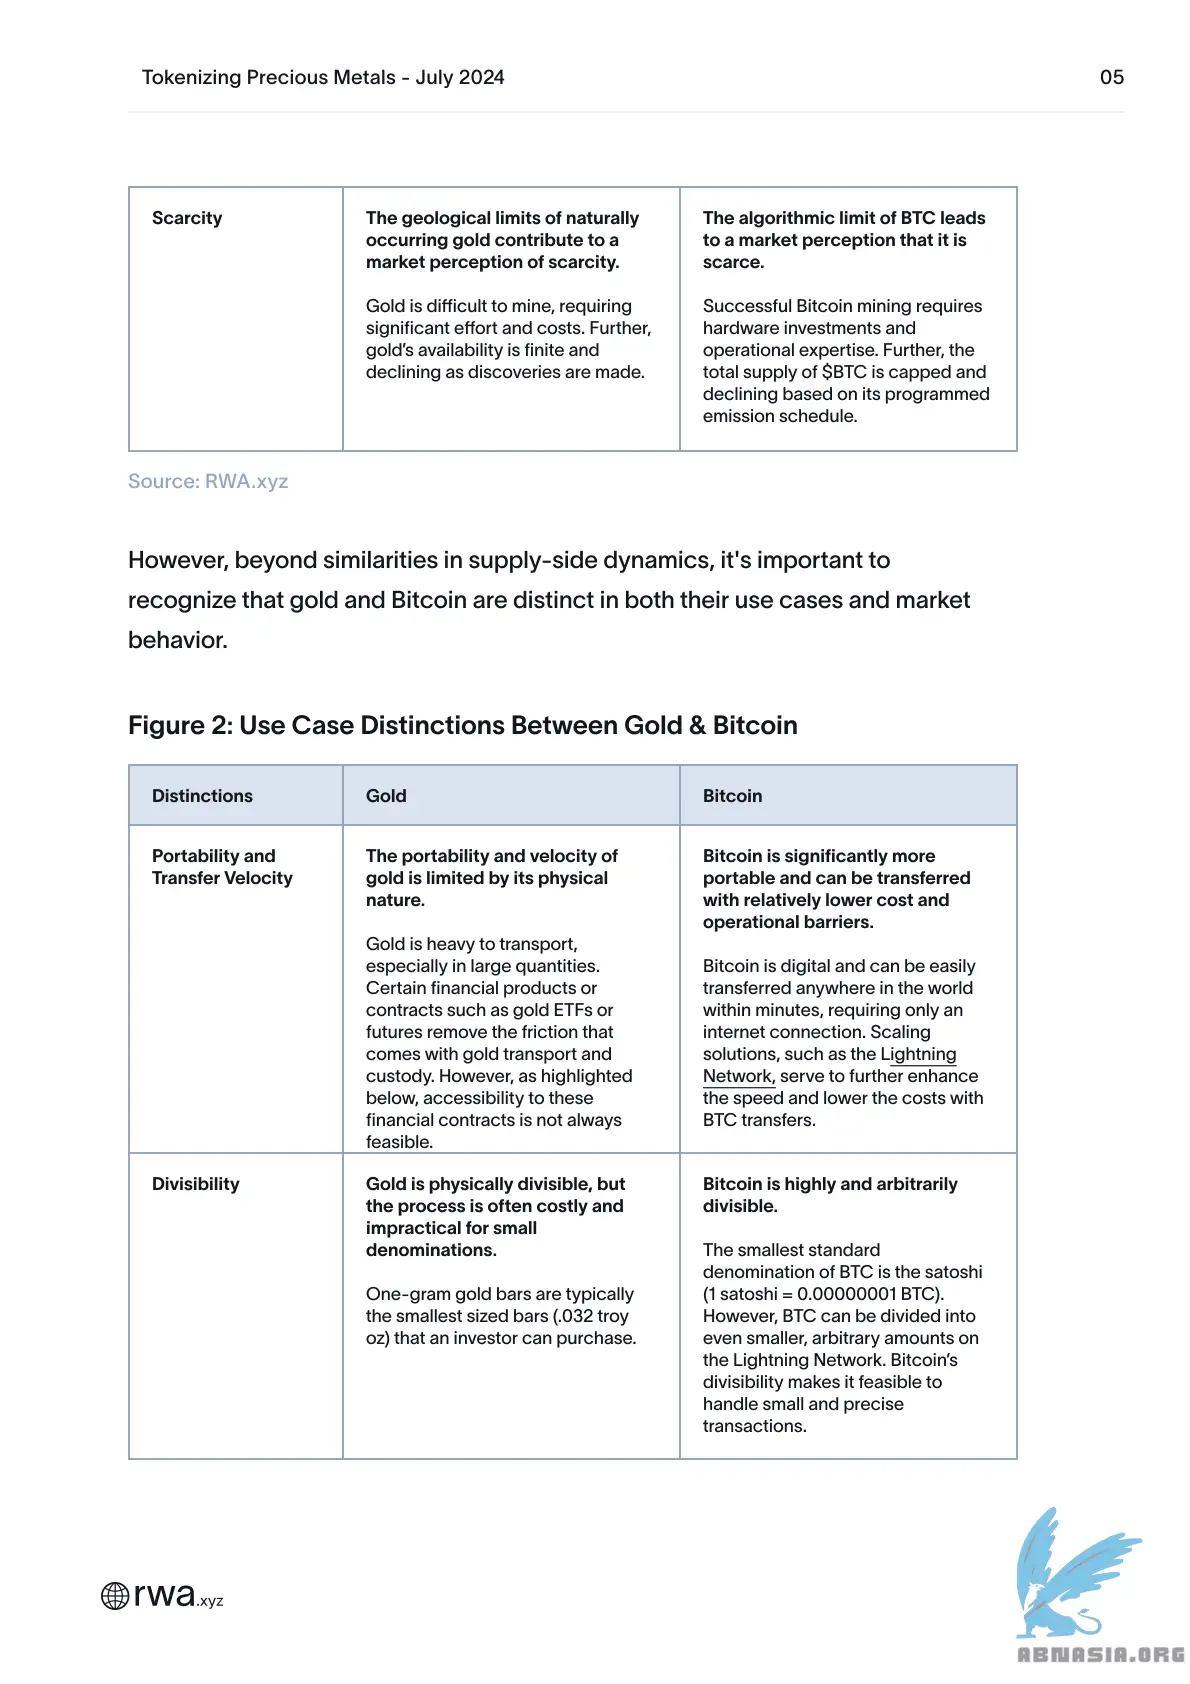 Tokenizing Precious Metals - July 2024
05
Scarcity
The geological limits of naturally
occurring gold contribute to a
market perception of scarcity.
Gold is difficult to mine, requiring
significant effort and costs. Further,
gold's availability is finite and
declining as discoveries are made.
The algorithmic limit of BTC leads
to a market perception that it is
scarce.
Successful Bitcoin mining requires
hardware investments and
operational expertise. Further, the
total supply of $BTC is capped and
declining based on its programmed
emission schedule.
Source: RWA.xyz
However, beyond similarities in supply-side dynamics, it's important to
recognize that gold and Bitcoin are distinct in both their use cases and market
behavior.
Figure 2: Use Case Distinctions Between Gold & Bitcoin
Distinctions
Gold
Bitcoin
Portability and
Transfer Velocity
The portability and velocity of
gold is limited by its physical
nature.
Gold is heavy to transport,
especially in large quantities.
Certain financial products or
contracts such as gold ETFs or
futures remove the friction that
comes with gold transport and
custody. However, as highlighted
below, accessibility to these
financial contracts is not always
feasible.
Bitcoin is significantly more
portable and can be transferred
with relatively lower cost and
operational barriers.
Bitcoin is digital and can be easily
transferred anywhere in the world
within minutes, requiring only an
internet connection. Scaling
solutions, such as the Lightning
Network, serve to further enhance
the speed and lower the costs with
BTC transfers.
Divisibility
Gold is physically divisible, but
the process is often costly and
impractical for small
denominations.
One-gram gold bars are typically
the smallest sized bars (.032 troy
oz) that an investor can purchase.
Bitcoin is highly and arbitrarily
divisible.
The smallest standard
denomination of BTC is the satoshi
(1 satoshi = 0.00000001 BTC).
However, BTC can be divided into
even smaller, arbitrary amounts on
the Lightning Network. Bitcoin's
divisibility makes it feasible to
handle small and precise
transactions.
rwa.xyz
ABNASIA.ORG